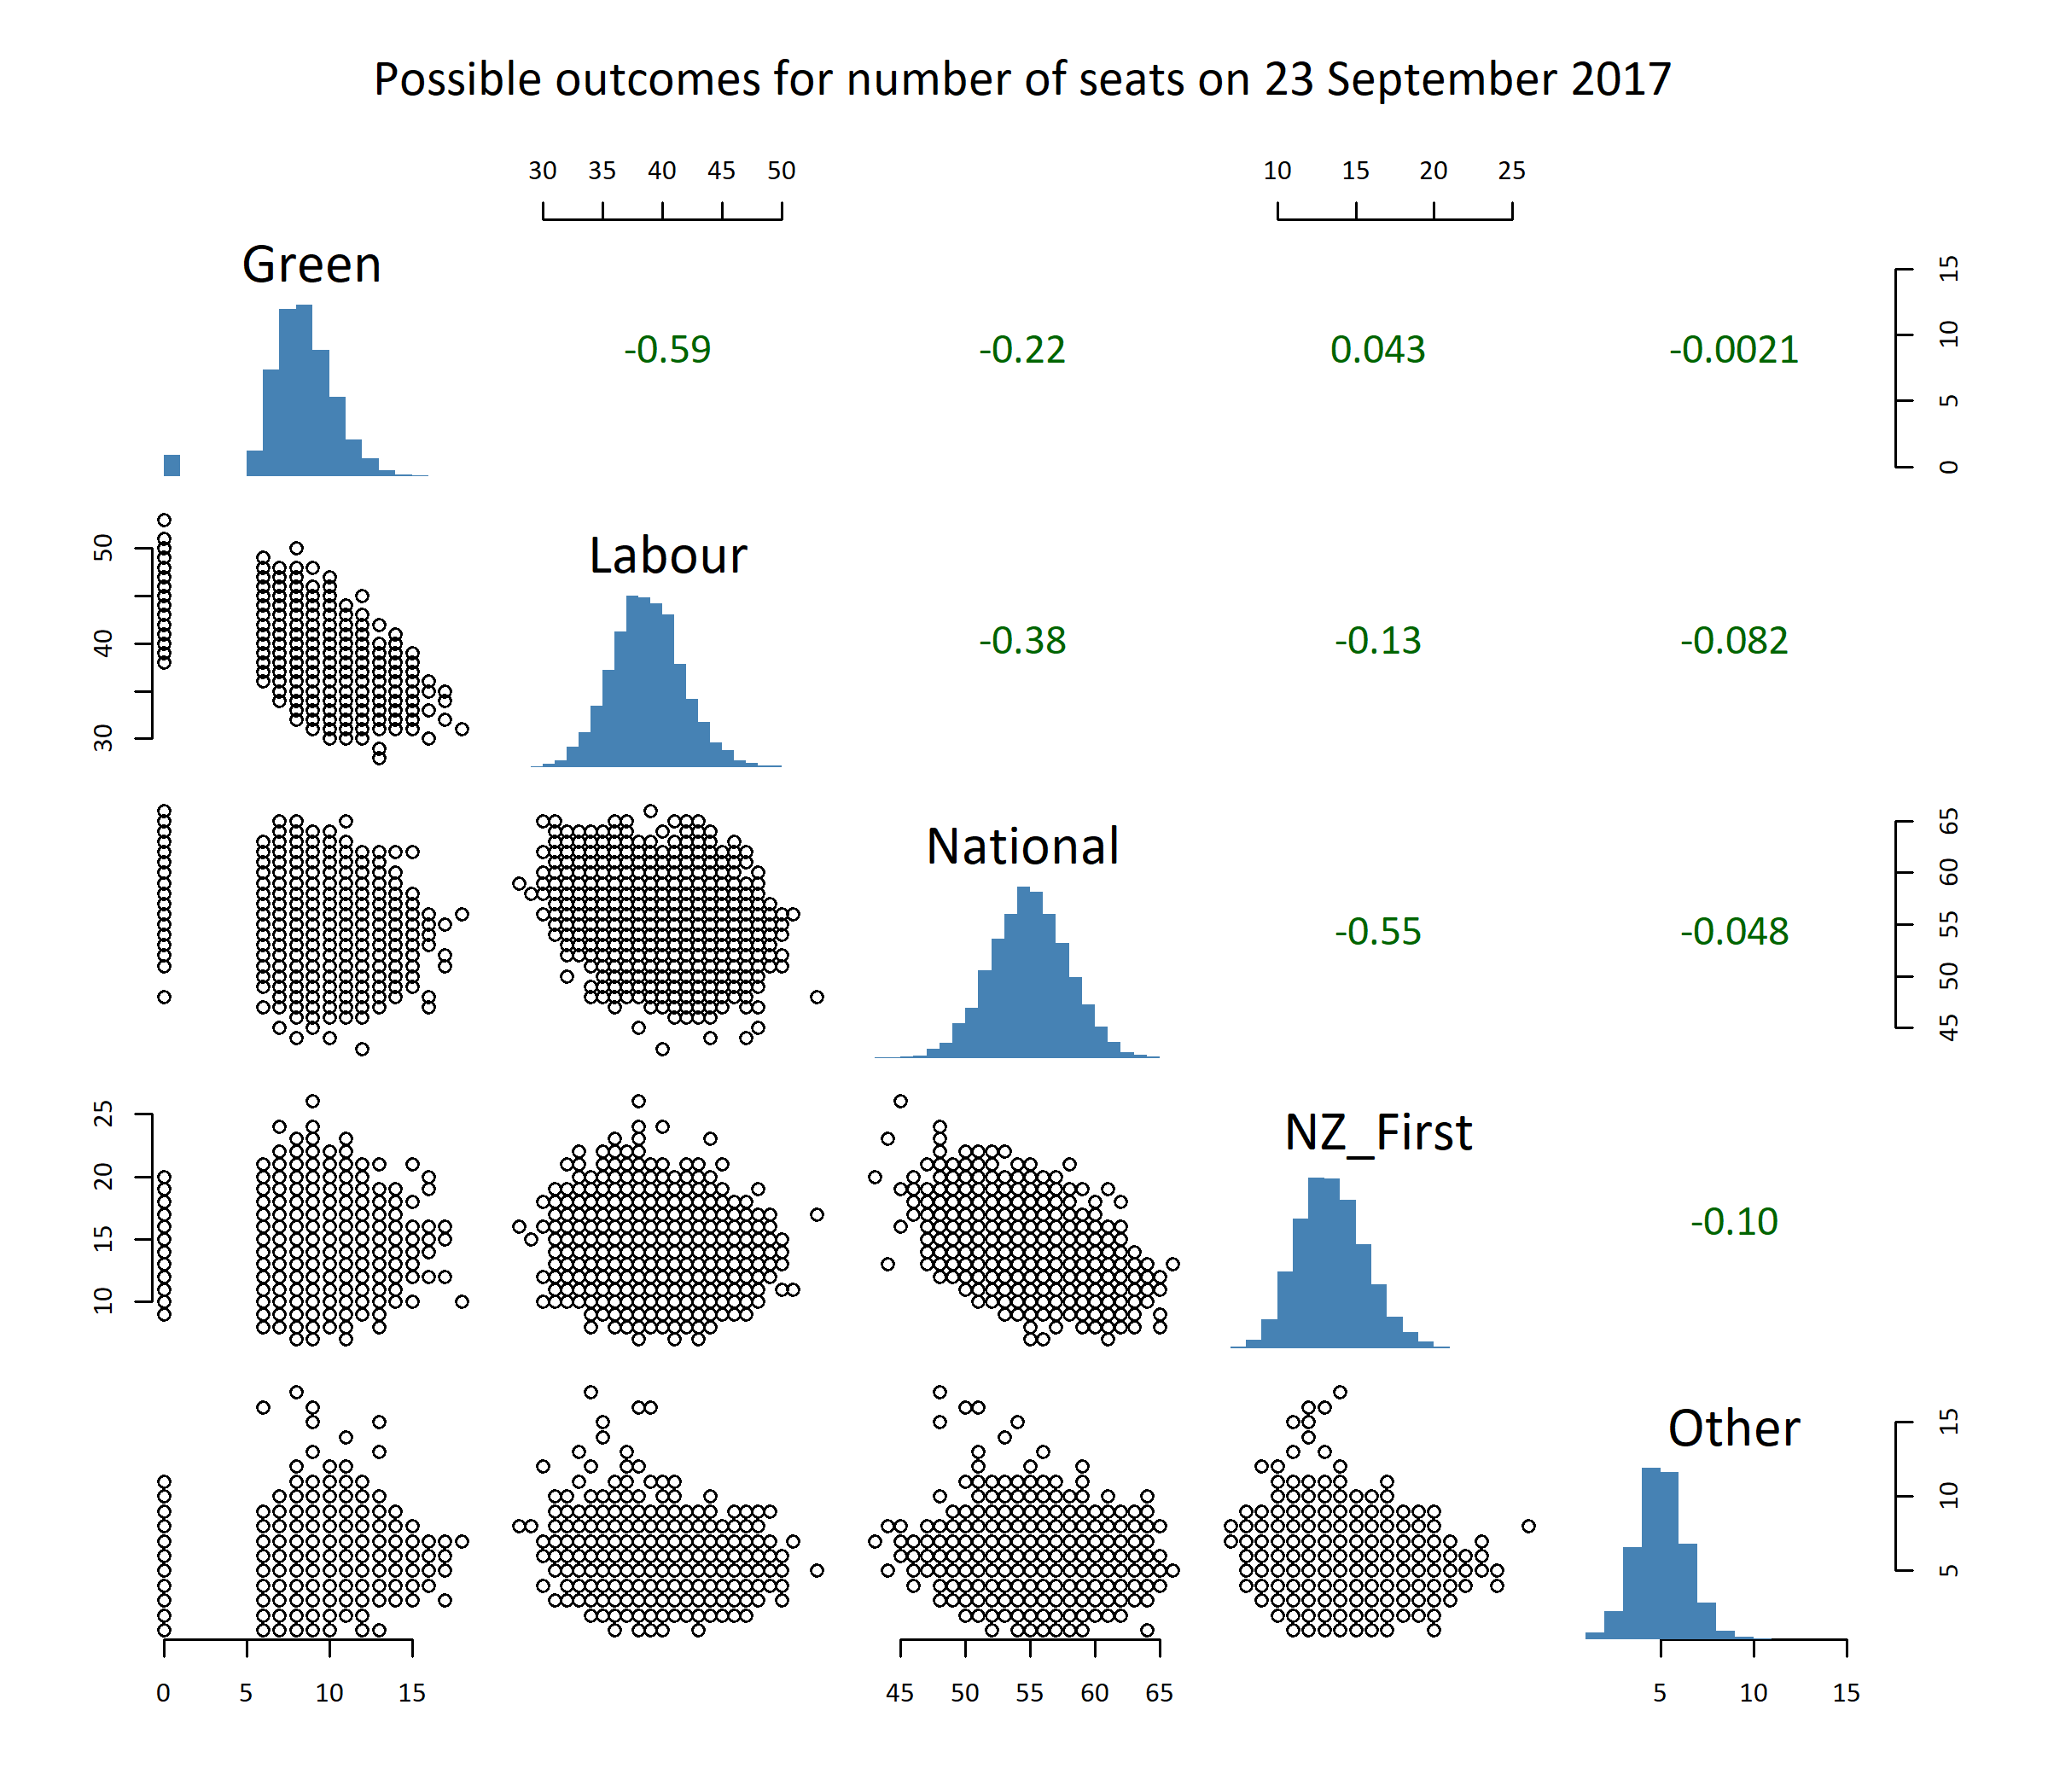 Possible outcomes for number of seats on 23 September 2017
30 35 40 45 50
10 15 20 25
Green
-0.59
-0.22
0.043
-0.0021
0 5 10 15
30 40 50
Labour
-0.38
-0.13
-0.082
National
-0.55
-0.048
45 50 55 60 65
10 15 20 25
NZ_First
-0.10
Other
5 10 15
0 5 10 15
45 50 55 60 65
5 10 15